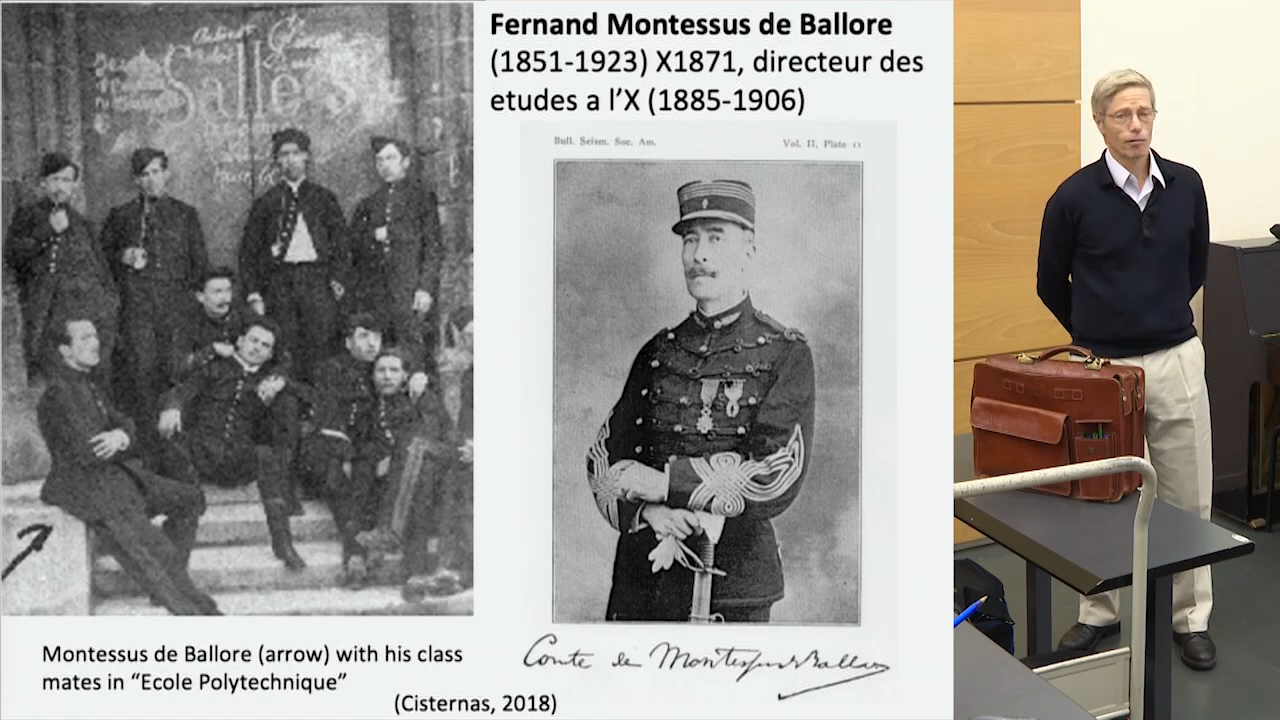 Salles
Fernand Montessus de Ballore
(1851-1923) X1871, directeur des
etudes a l’X (1885-1906)
Bull. Seism. Soc. Am. Vol. II, Plate 11
Comte de Montessus de Ballore
Montessus de Ballore (arrow) with his class
mates in “Ecole Polytechnique”
(Cisternas, 2018)